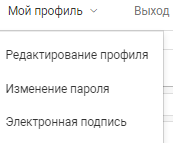 Мой профиль Выход
Редактирование профиля
Изменение пароля
Электронная подпись